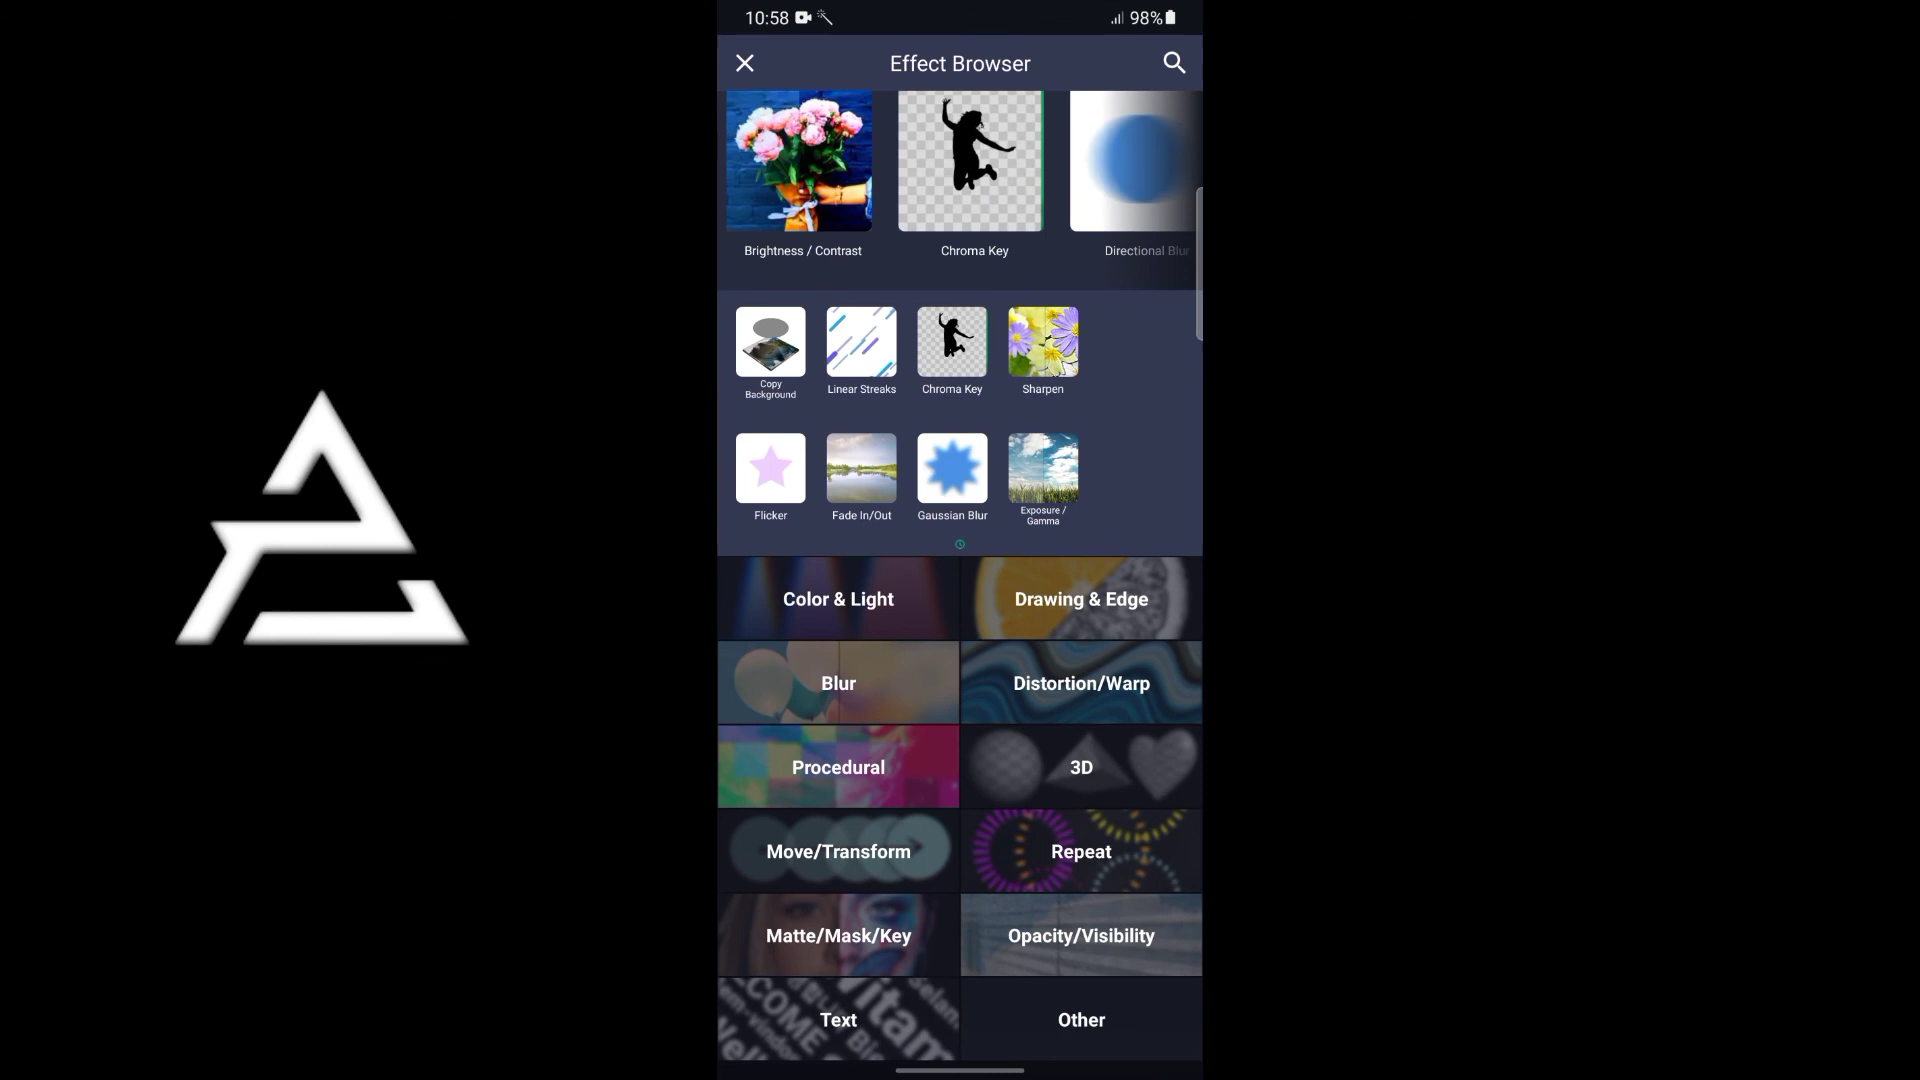 10:58
98%
Effect Browser
Brightness / Contrast
Chroma Key
Directional Blur
Copy
Background
Linear Streaks
Chroma Key
Sharpen
Flicker
Fade In/Out
Gaussian Blur
Exposure /
Gamma
Color & Light
Drawing & Edge
Blur
Distortion/Warp
Procedural
3D
Move/Transform
Repeat
Matte/Mask/Key
Opacity/Visibility
Text
Other